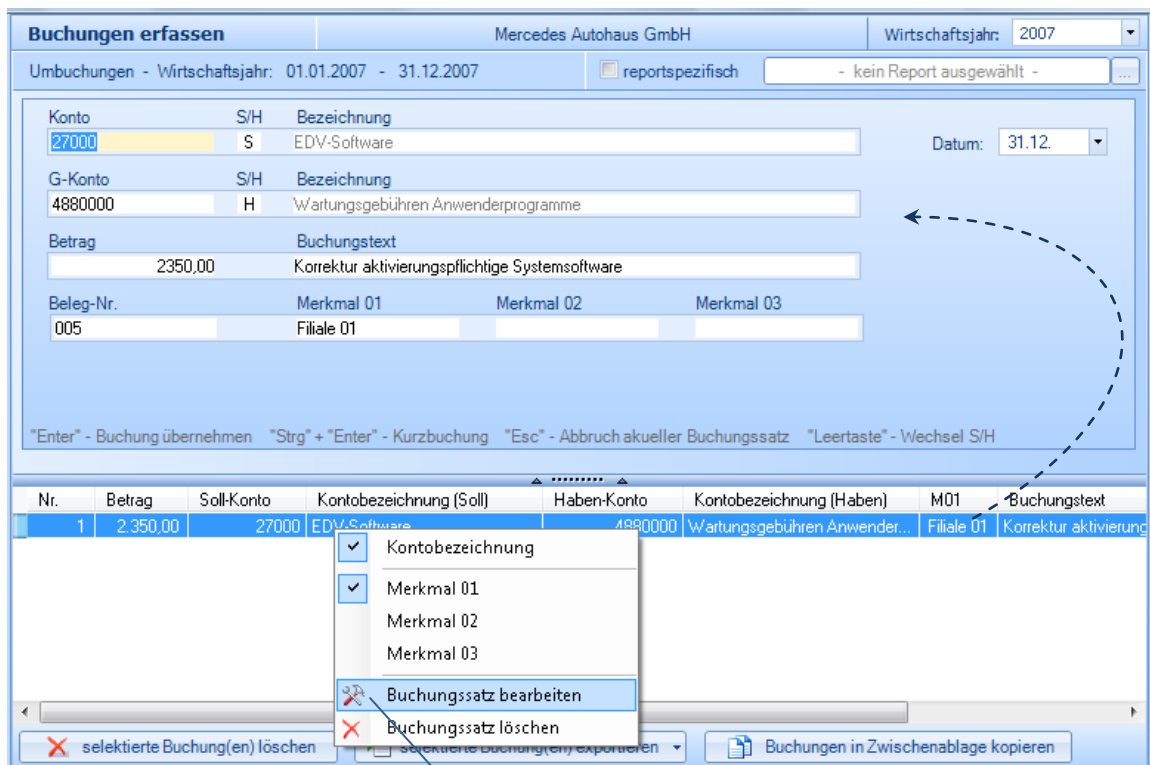 Buchungen erfassen Mercedes Autohaus GmbH Wirtschaftsjahr: 2007
Umbuchungen - Wirtschaftsjahr: 01.01.2007 - 31.12.2007 reportspezifisch - kein Report ausgewählt - ...
Konto S/H Bezeichnung
27000 S EDV-Software Datum: 31.12.
G-Konto S/H Bezeichnung
4880000 H Wartungsgebühren Anwenderprogramme
Betrag Buchungstext
2350,00 Korrektur aktivierungspflichtige Systemsoftware
Beleg-Nr. Merkmal 01 Merkmal 02 Merkmal 03
005 Filiale 01
"Enter" - Buchung übernehmen "Strg" + "Enter" - Kurzbuchung "Esc" - Abbruch akueller Buchungssatz "Leertaste" - Wechsel S/H
Nr. Betrag Soll-Konto Kontobezeichnung (Soll) Haben-Konto Kontobezeichnung (Haben) M01 Buchungstext
1 2.350,00 27000 EDV-Software 4880000 Wartungsgebühren Anwender... Filiale 01 Korrektur aktivierung
Kontobezeichnung
Merkmal 01
Merkmal 02
Merkmal 03
Buchungssatz bearbeiten
Buchungssatz löschen
selektierte Buchung(en) löschen selektierte Buchung(en) exportieren Buchungen in Zwischenablage kopieren